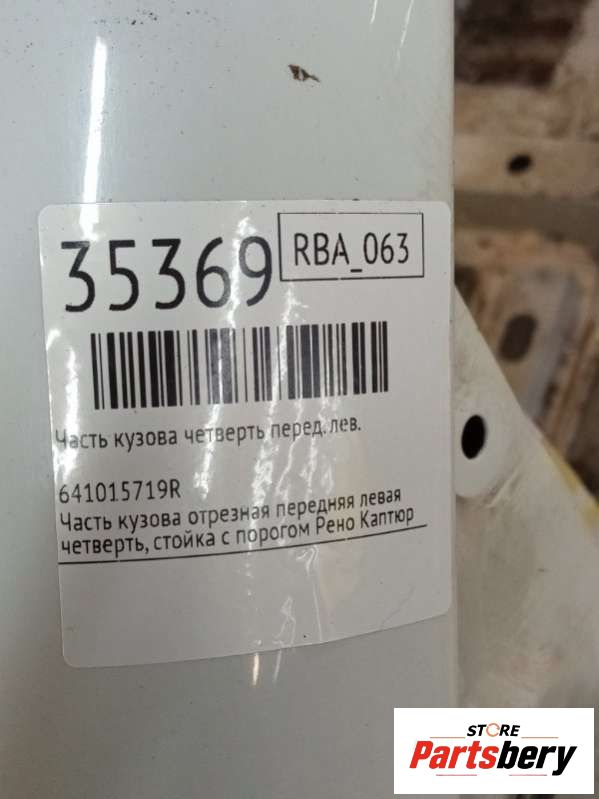 35369
RBA_063
Часть кузова четверть перед. лев.
641015719R
Часть кузова отрезная передняя левая
четверть, стойка с порогом Рено Каптюр
STORE
Partsbery